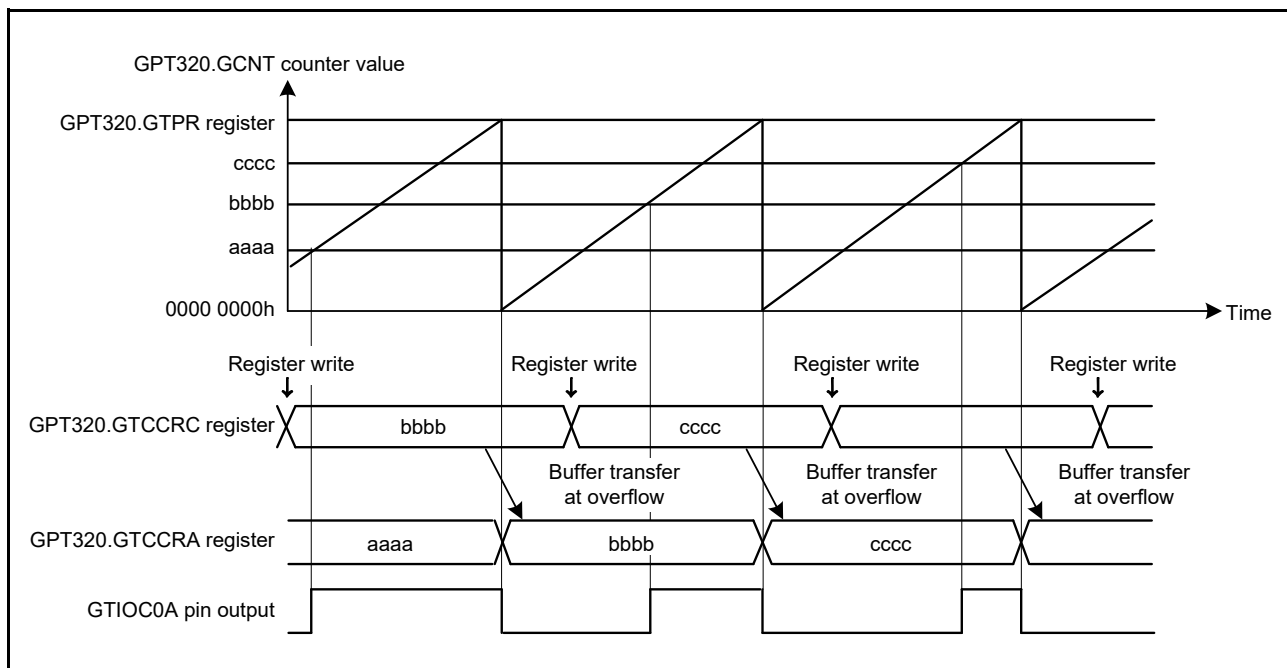 GPT320.GCNT counter value
GPT320.GTPR register
cccc
bbbb
aaaa
0000 0000h
Time
Register write
Register write
Register write
Register write
GPT320.GTCCRC register
bbbb
cccc
Buffer transfer
at overflow
Buffer transfer
at overflow
Buffer transfer
at overflow
GPT320.GTCCRA register
aaaa
bbbb
cccc
GTIOC0A pin output